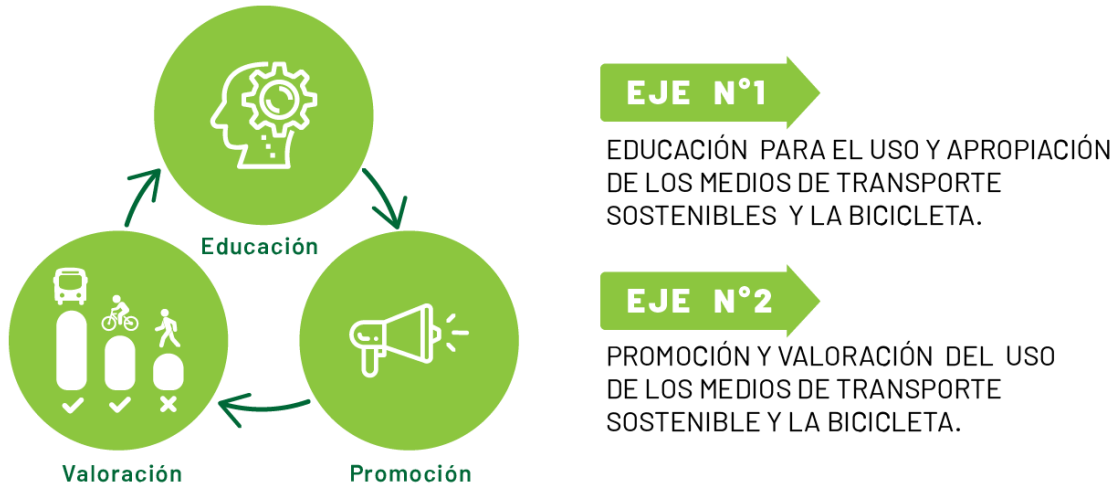 Educación
Valoración
Promoción
EJE N°1
EDUCACIÓN PARA EL USO Y APROPIACIÓN
DE LOS MEDIOS DE TRANSPORTE
SOSTENIBLES Y LA BICICLETA.
EJE N°2
PROMOCIÓN Y VALORACIÓN DEL USO
DE LOS MEDIOS DE TRANSPORTE
SOSTENIBLE Y LA BICICLETA.